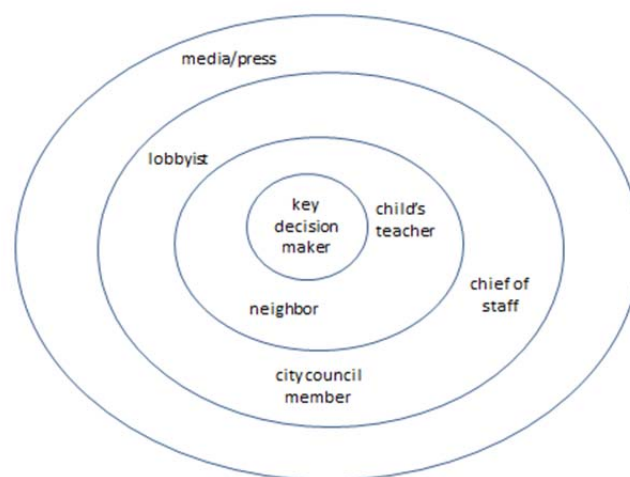 media/press
lobbyist
key
decision
maker
child's
teacher
neighbor
chief of
staff
city council
member